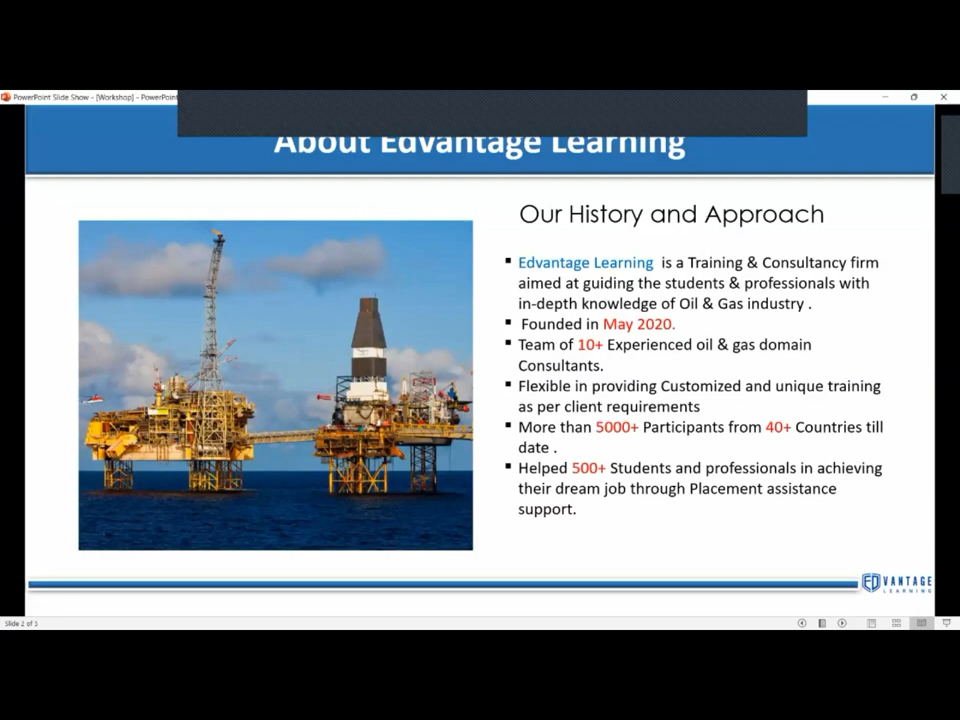 PowerPoint Slide Show - [Workshop] - PowerPoint
About Edvantage Learning
Our History and Approach
▪ Edvantage Learning is a Training & Consultancy firm
aimed at guiding the students & professionals with
in-depth knowledge of Oil & Gas industry .
▪ Founded in May 2020.
▪ Team of 10+ Experienced oil & gas domain
Consultants.
▪ Flexible in providing Customized and unique training
as per client requirements
▪ More than 5000+ Participants from 40+ Countries till
date .
▪ Helped 500+ Students and professionals in achieving
their dream job through Placement assistance
support.
EDVANTAGE
LEARNING
Slide 2 of 5